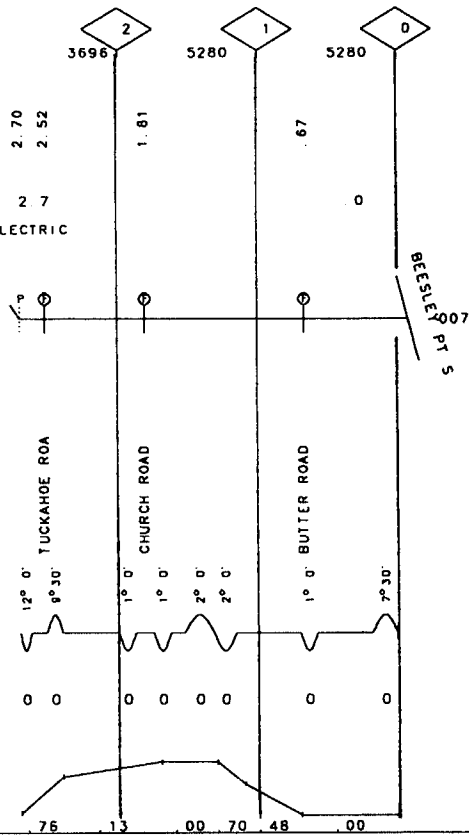 2 1 0
3696 5280 5280
2.70
2.52
1.81
.67
2.7 0
LECTRIC
P F F F
BEESLEY PT S
007
TUCKAHOE ROA
CHURCH ROAD
BUTTER ROAD
12° 0'
9° 30'
1° 0'
1° 0'
2° 0'
2° 0'
1° 0'
7° 30'
0 0 0 0 0 0 0 0
76 13 00 70 48 00